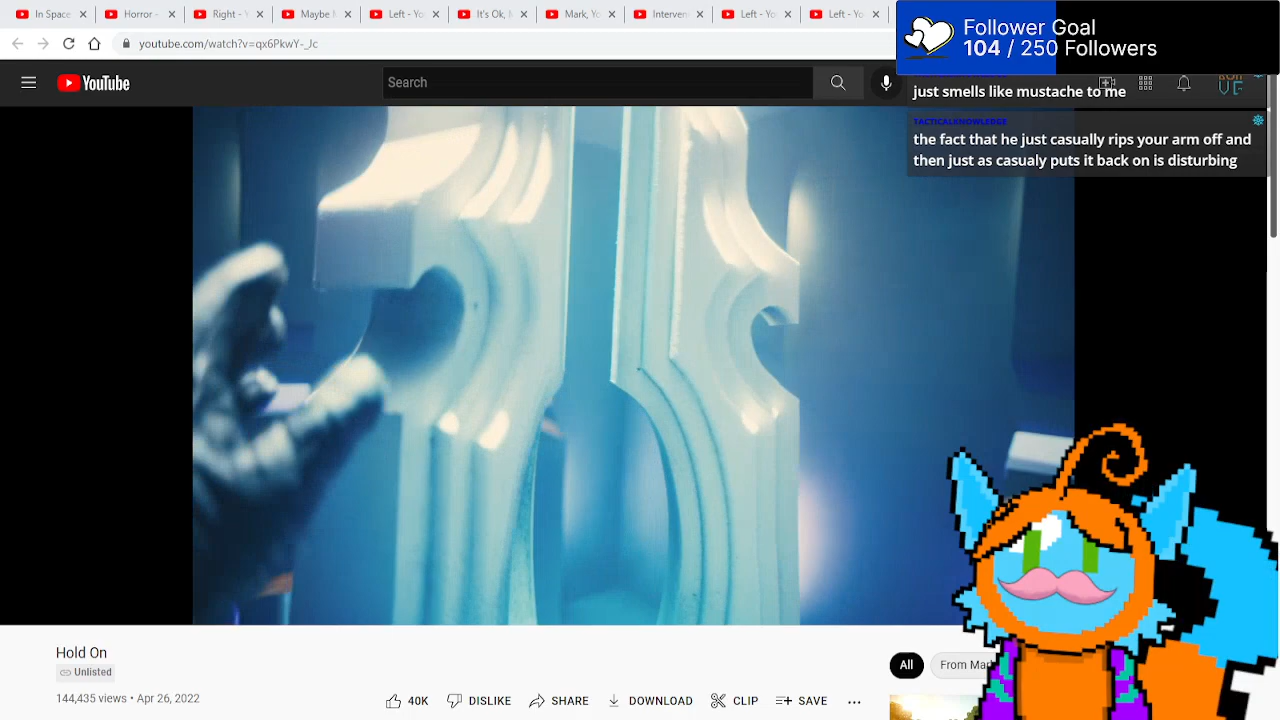 In Space
Horror -
Right - Y
Maybe M
Left - Yo
It's Ok, M
Mark, Yo
Interven
Left - Yo
Left - Yo
youtube.com/watch?v=qx6PkwY-_Jc
Follower Goal
104 / 250 Followers
YouTube
Search
just smells like mustache to me
TACTICALKNOWLEDGE
the fact that he just casually rips your arm off and
then just as casualy puts it back on is disturbing
Hold On
Unlisted
144,435 views • Apr 26, 2022
DISLIKE
SHARE
DOWNLOAD
CLIP
SAVE
All
From Mar